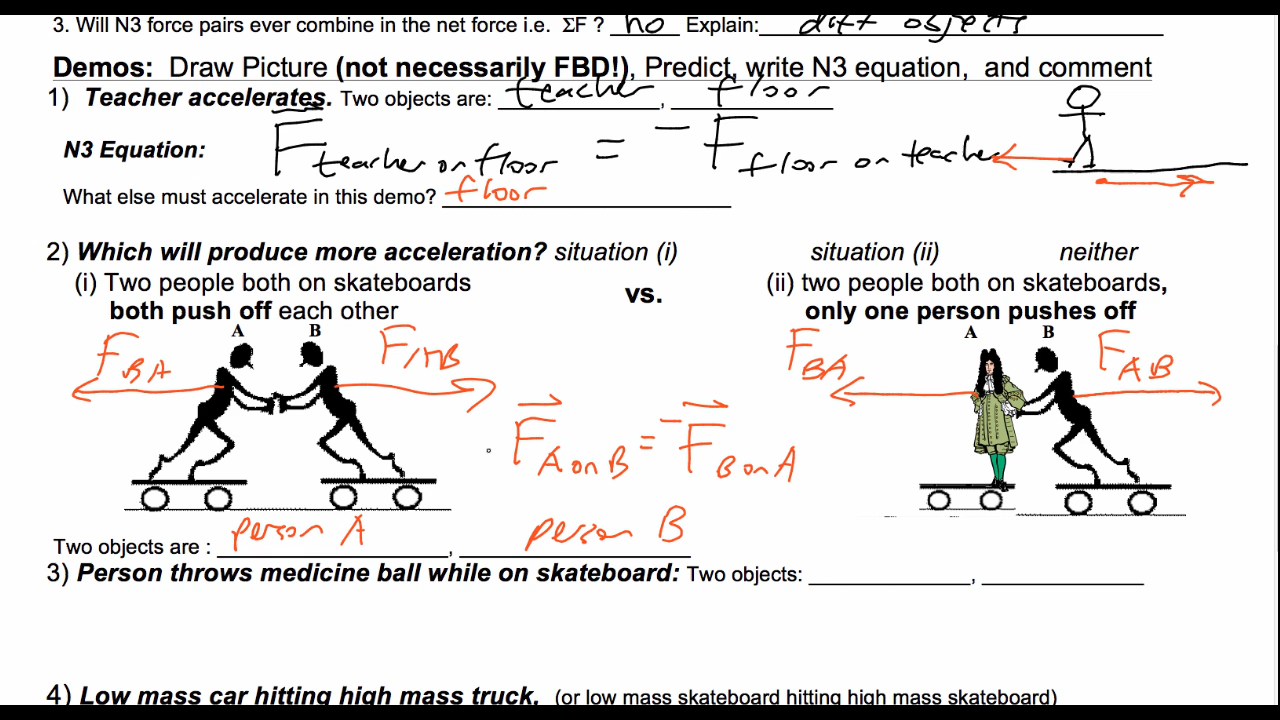 3. Will N3 force pairs ever combine in the net force i.e. ΣF ? no Explain: diff objects
Demos: Draw Picture (not necessarily FBD!), Predict, write N3 equation, and comment
1) Teacher accelerates. Two objects are: teacher, floor
N3 Equation: F teacher on floor = - F floor on teacher
What else must accelerate in this demo? floor
2) Which will produce more acceleration? situation (i) situation (ii) neither
(i) Two people both on skateboards vs. (ii) two people both on skateboards,
both push off each other only one person pushes off
A B A B
F BA F AB F BA F AB
F A on B = - F B on A
Two objects are : person A, person B
3) Person throws medicine ball while on skateboard: Two objects: ,
4) Low mass car hitting high mass truck. (or low mass skateboard hitting high mass skateboard)